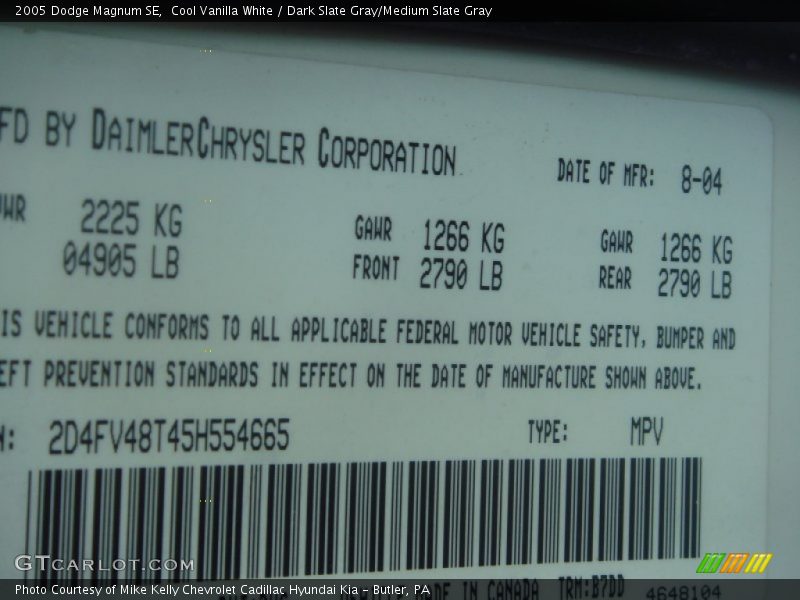 2005 Dodge Magnum SE, Cool Vanilla White / Dark Slate Gray/Medium Slate Gray
FD BY DAIMLERCHRYSLER CORPORATION
DATE OF MFR: 8-04
WR 2225 KG GAWR 1266 KG GAWR 1266 KG
04905 LB FRONT 2790 LB REAR 2790 LB
IS VEHICLE CONFORMS TO ALL APPLICABLE FEDERAL MOTOR VEHICLE SAFETY, BUMPER AND
EFT PREVENTION STANDARDS IN EFFECT ON THE DATE OF MANUFACTURE SHOWN ABOVE.
: 2D4FV48T45H554665 TYPE: MPV
GTCARLOT.COM
Photo Courtesy of Mike Kelly Chevrolet Cadillac Hyundai Kia - Butler, PA
DE IN CANADA TRM:B7DD 4648104